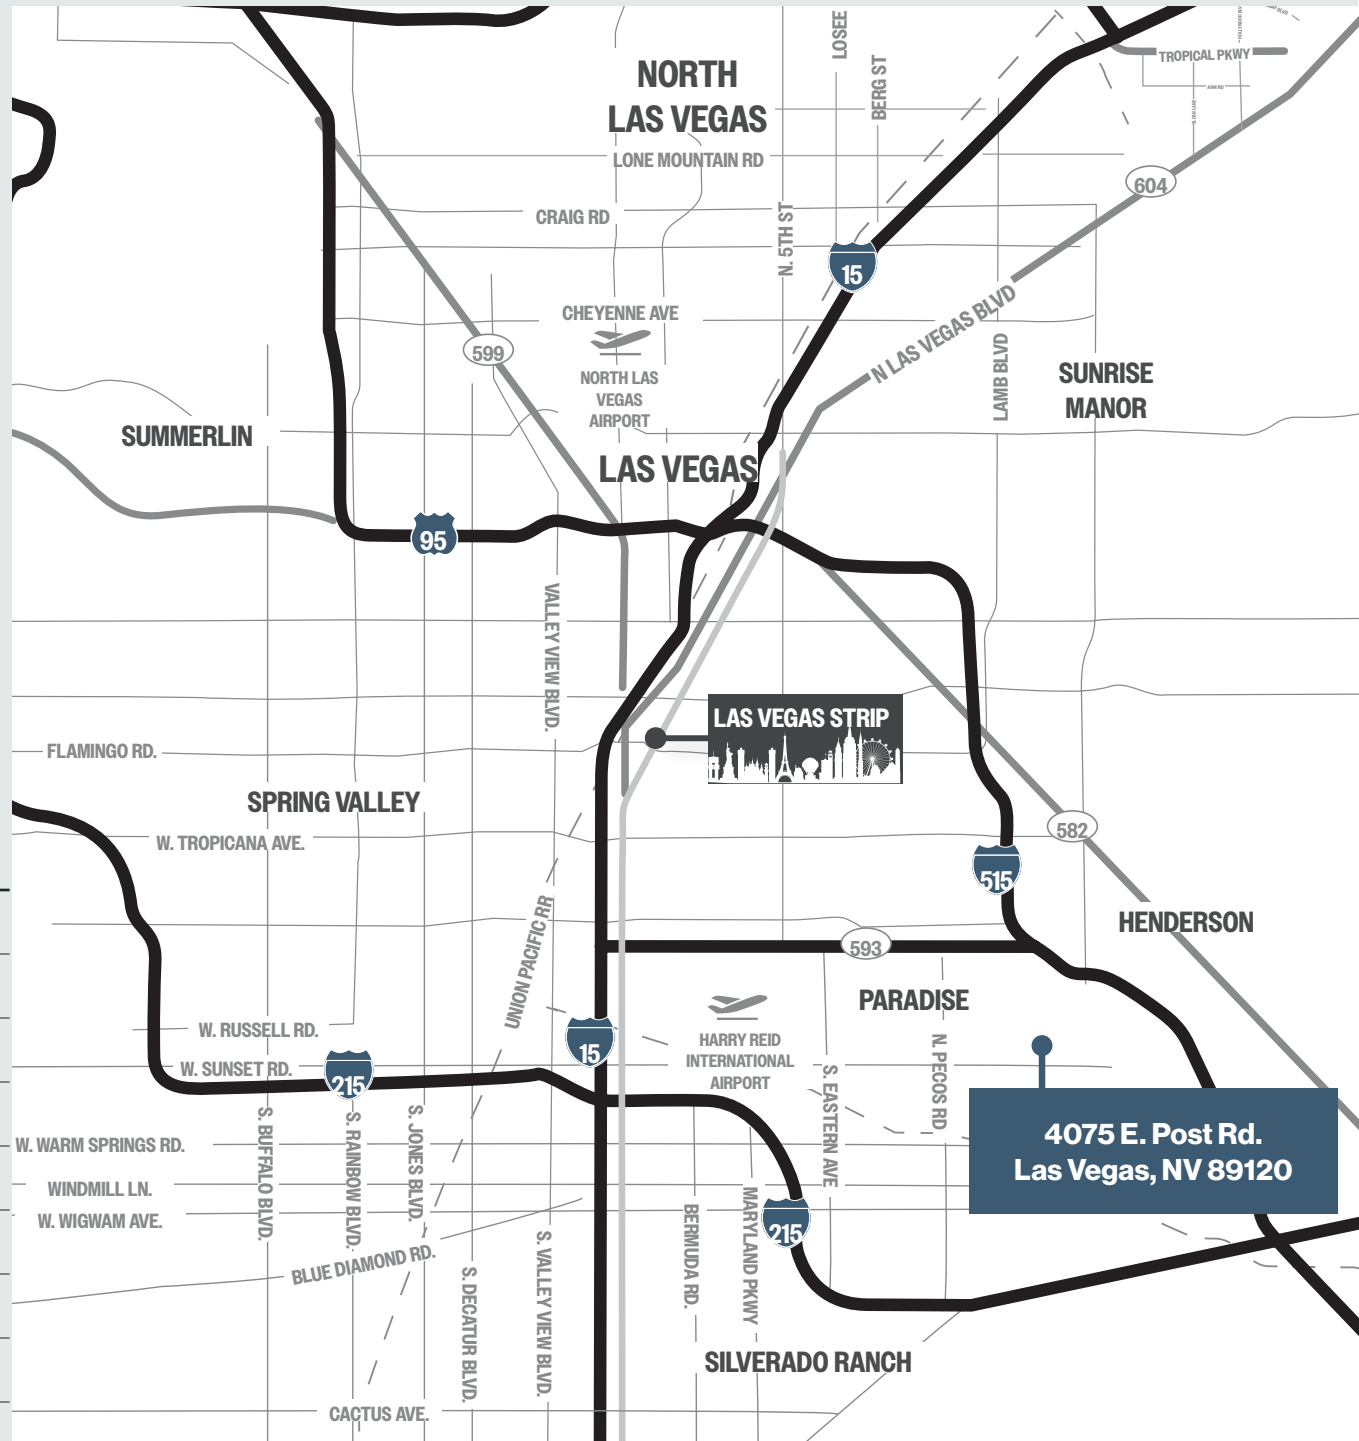 LOSEE
BERG ST
NORTH
LAS VEGAS
TROPICAL PKWY
ANN RD
LONE MOUNTAIN RD
604
CRAIG RD
N. 5TH ST
15
CHEYENNE AVE
N LAS VEGAS BLVD
599
NORTH LAS
VEGAS
AIRPORT
LAMB BLVD
SUNRISE
MANOR
SUMMERLIN
LAS VEGAS
95
VALLEY VIEW BLVD.
LAS VEGAS STRIP
FLAMINGO RD.
SPRING VALLEY
W. TROPICANA AVE.
582
515
UNION PACIFIC RR
HENDERSON
593
PARADISE
W. RUSSELL RD.
15
HARRY REID
INTERNATIONAL
AIRPORT
N. PECOS RD
W. SUNSET RD.
215
S. EASTERN AVE
S. BUFFALO BLVD.
S. RAINBOW BLVD.
S. JONES BLVD.
4075 E. Post Rd.
Las Vegas, NV 89120
W. WARM SPRINGS RD.
WINDMILL LN.
W. WIGWAM AVE.
MARYLAND PKWY
BERMUDA RD.
215
BLUE DIAMOND RD.
S. VALLEY VIEW BLVD.
S. DECATUR BLVD.
SILVERADO RANCH
CACTUS AVE.